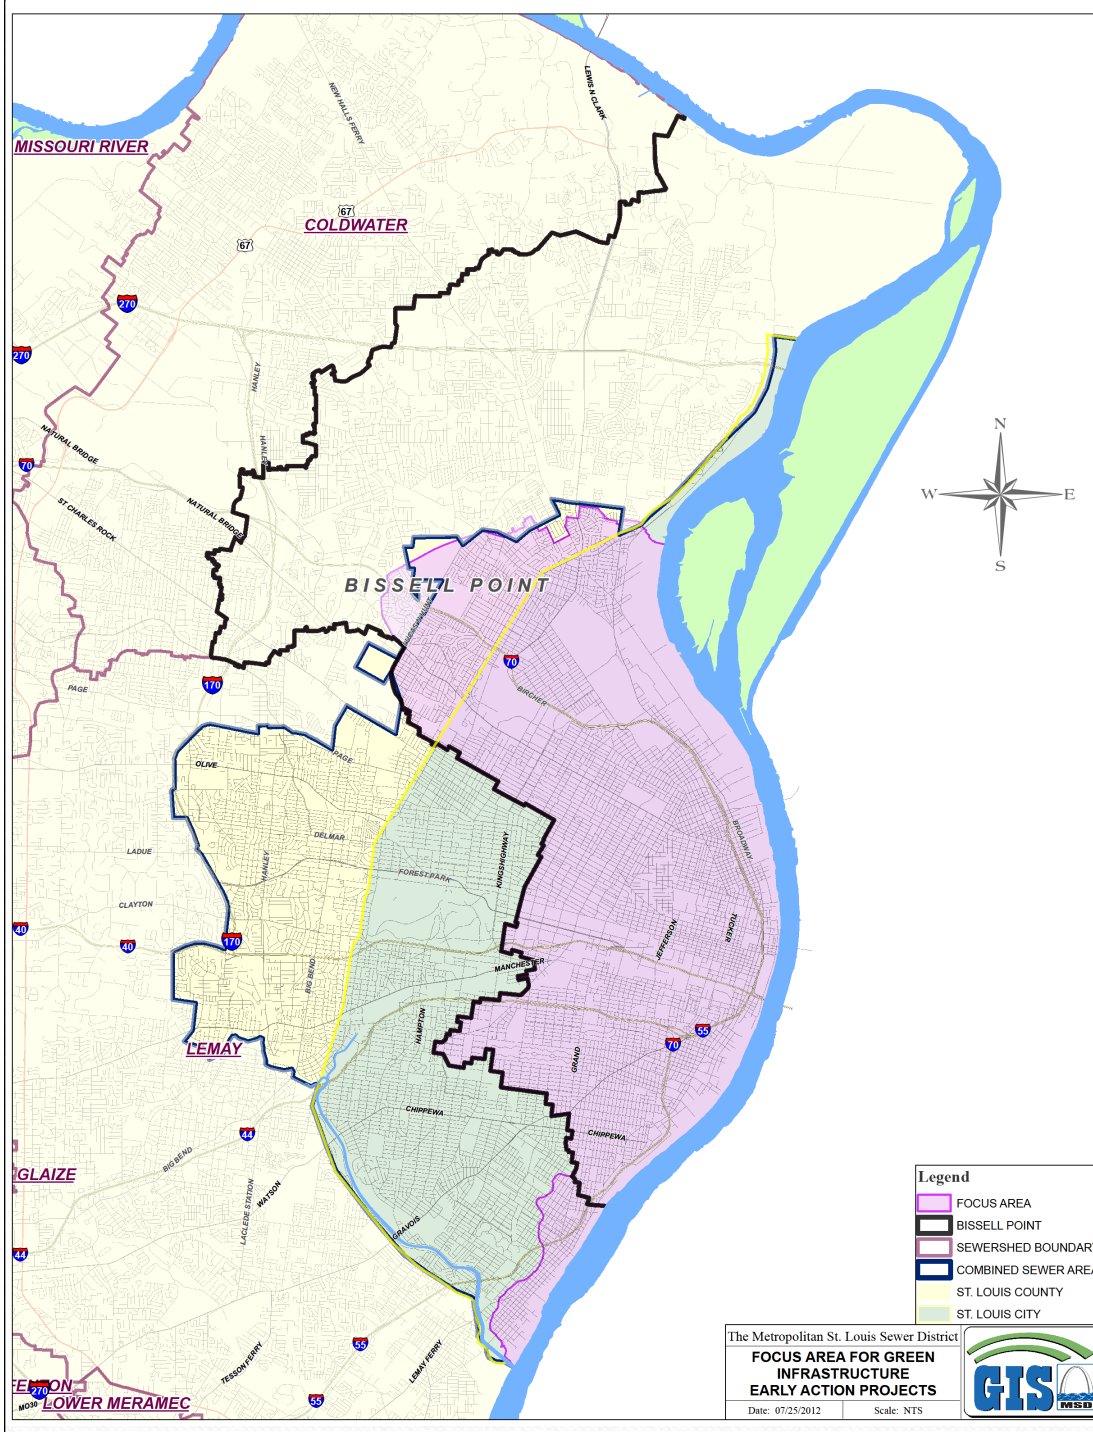 LEWIS N CLARK
NEW HALLS FERRY
MISSOURI RIVER
67
COLDWATER
67
270
270
HANLEY
NATURAL BRIDGE
HANLEY
70
ST CHARLES ROCK
NATURAL BRIDGE
N
W
E
S
BISSELL POINT
70
170
PAGE
BIRCHER
PAGE
OLIVE
DELMAR
BROADWAY
LADUE
HANLEY
FOREST PARK
KINGSHIGHWAY
CLAYTON
TUCKER
JEFFERSON
40
40
170
MANCHESTER
BIG BEND
HAMPTON
55
70
LEMAY
GRAND
CHIPPEWA
CHIPPEWA
44
BIG BEND
GLAIZE
WATSON
LACLEDE STATION
GRAVOIS
44
55
TESSON FERRY
LEMAY FERRY
270
MO30
LOWER MERAMEC
55
Legend
FOCUS AREA
BISSELL POINT
SEWERSHED BOUNDARY
COMBINED SEWER AREA
ST. LOUIS COUNTY
ST. LOUIS CITY
The Metropolitan St. Louis Sewer District
FOCUS AREA FOR GREEN
INFRASTRUCTURE
EARLY ACTION PROJECTS
Date: 07/25/2012
Scale: NTS
GIS
MSD